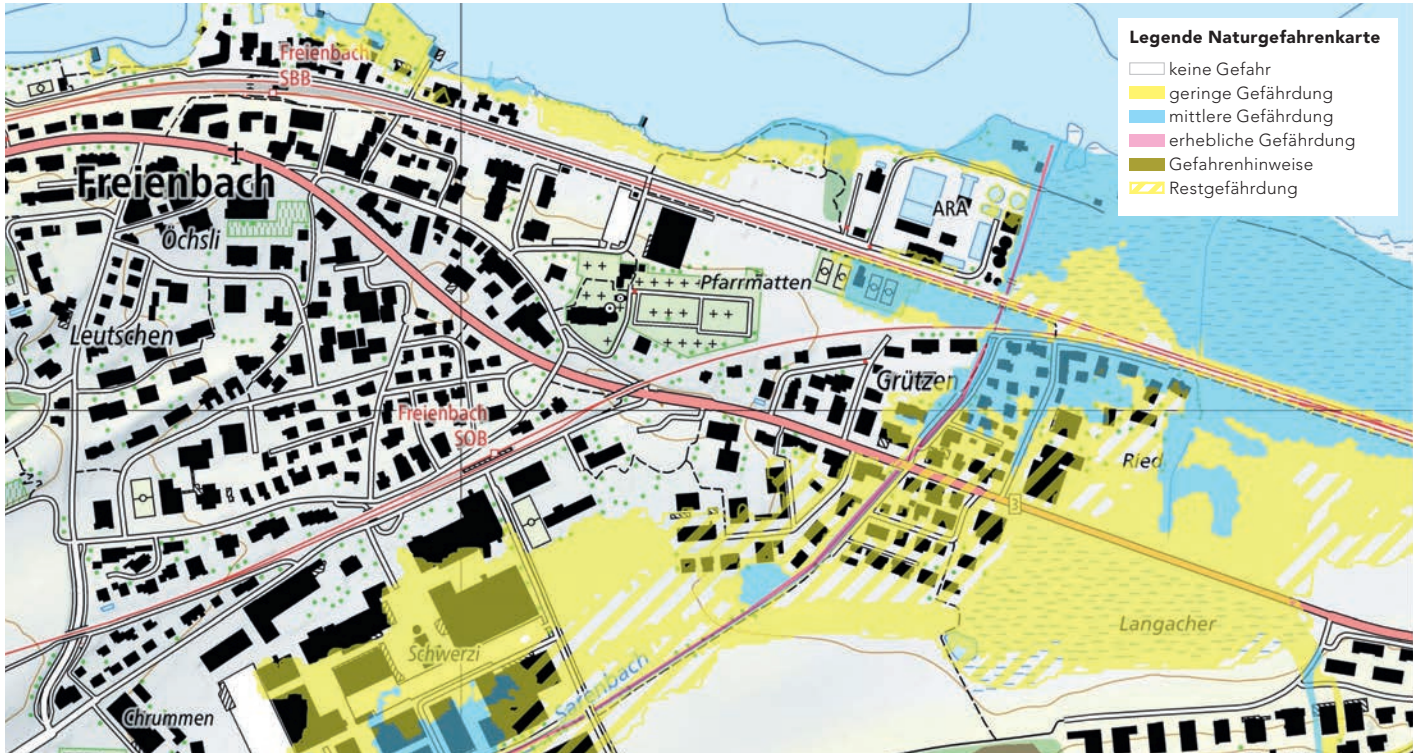 Legende Naturgefahrenkarte
keine Gefahr
geringe Gefährdung
mittlere Gefährdung
erhebliche Gefährdung
Gefahrenhinweise
Restgefährdung
Freienbach
SBB
Freienbach
Öchsli
ARA
Pfarrmatten
Leutschen
Grützen
Freienbach
SOB
Ried
3
Langacher
Schwerzi
Sarenbach
Chrummen